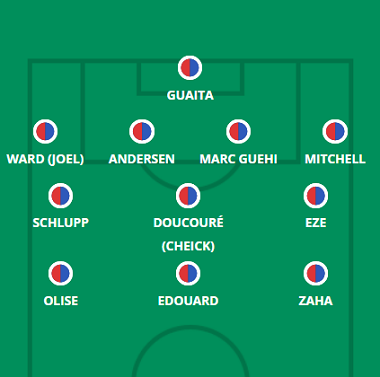 GUAITA
WARD (JOEL) ANDERSEN MARC GUEHI MITCHELL
SCHLUPP DOUCOURÉ EZE
(CHEICK)
OLISE EDOUARD ZAHA